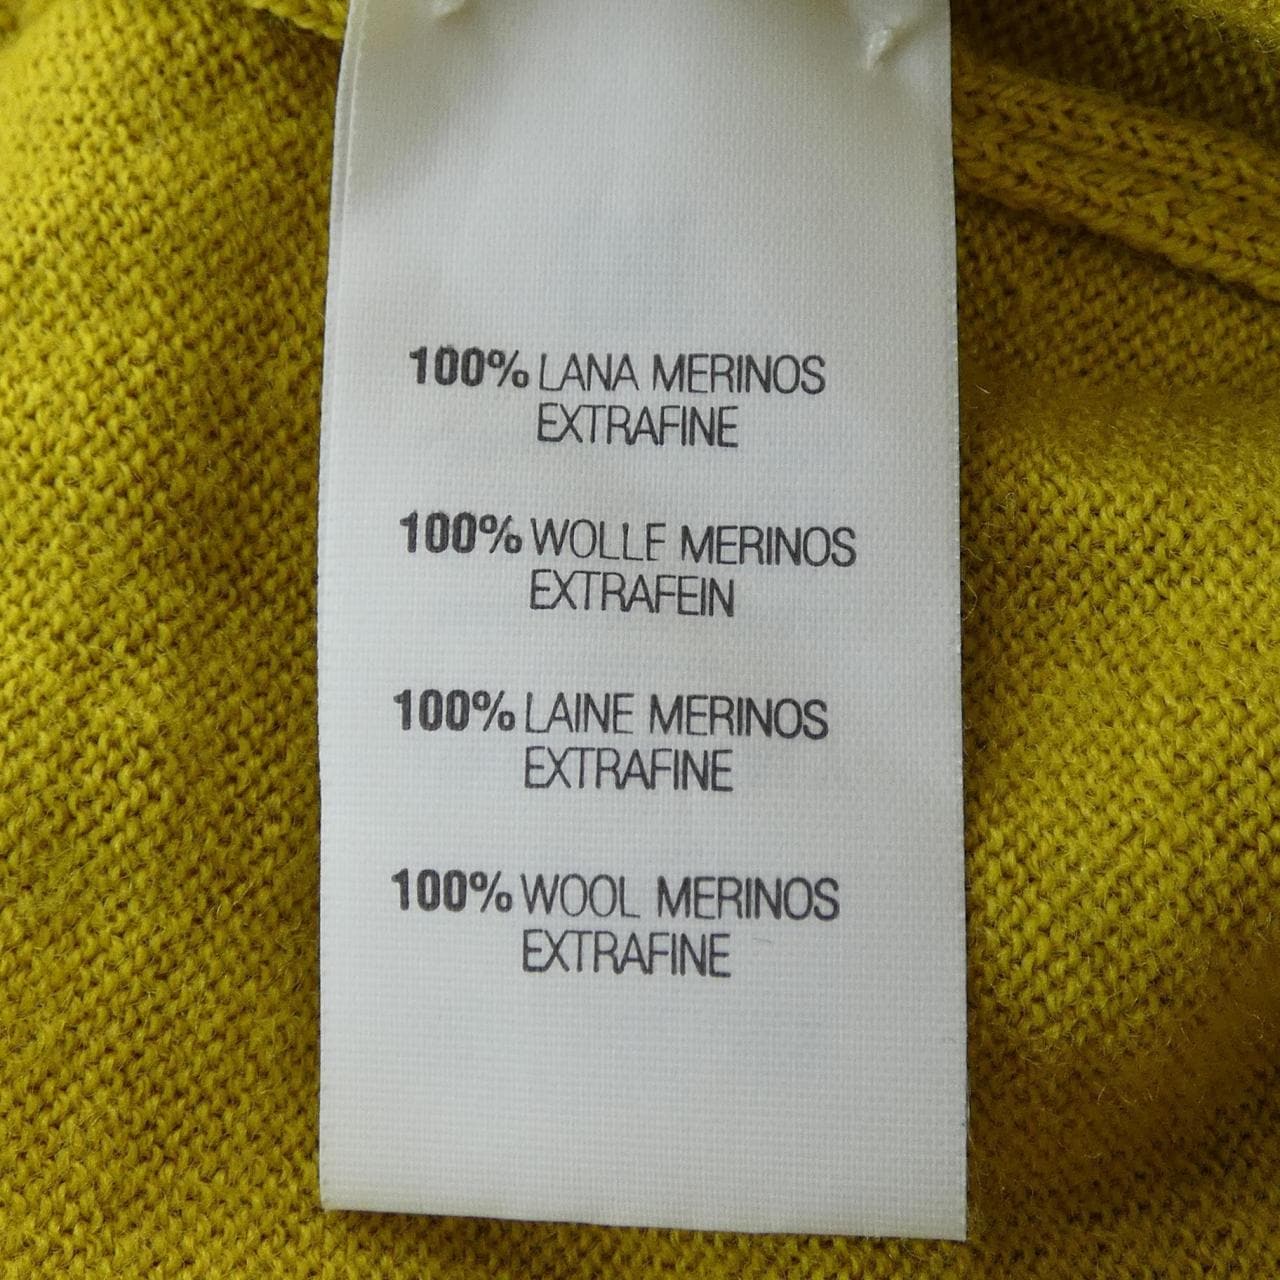 100% LANA MERINOS
EXTRAFINE
100% WOLLE MERINOS
EXTRAFEIN
100% LAINE MERINOS
EXTRAFINE
100% WOOL MERINOS
EXTRAFINE